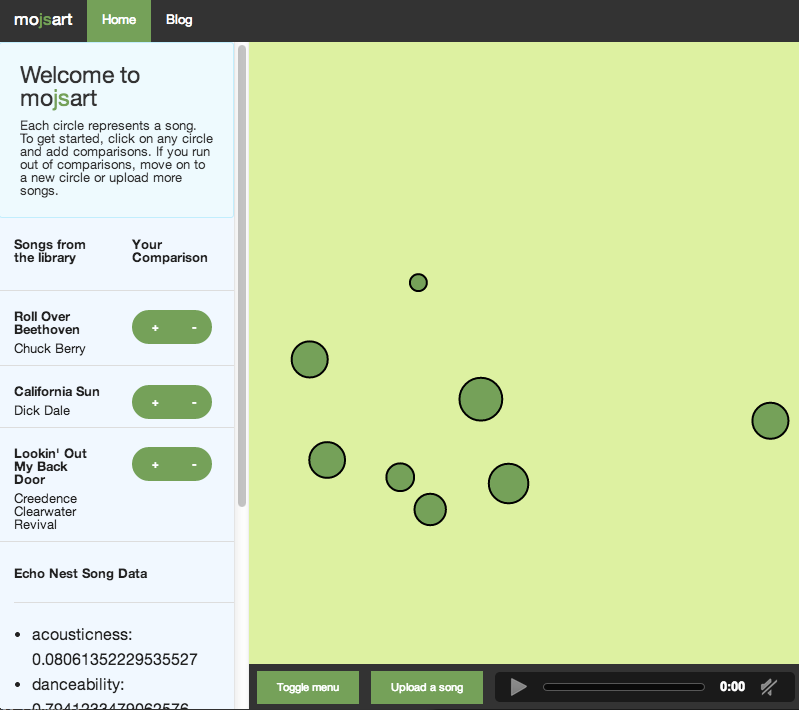 mojsart Home Blog
Welcome to
mojsart
Each circle represents a song.
To get started, click on any circle
and add comparisons. If you run
out of comparisons, move on to
a new circle or upload more
songs.
Songs from
the library
Your
Comparison
Roll Over
Beethoven
Chuck Berry
+ -
California Sun
Dick Dale
+ -
Lookin' Out
My Back
Door
Creedence
Clearwater
Revival
+ -
Echo Nest Song Data
• acousticness:
0.08061352229535527
• danceability:
0.7941233479062576
Toggle menu Upload a song 0:00